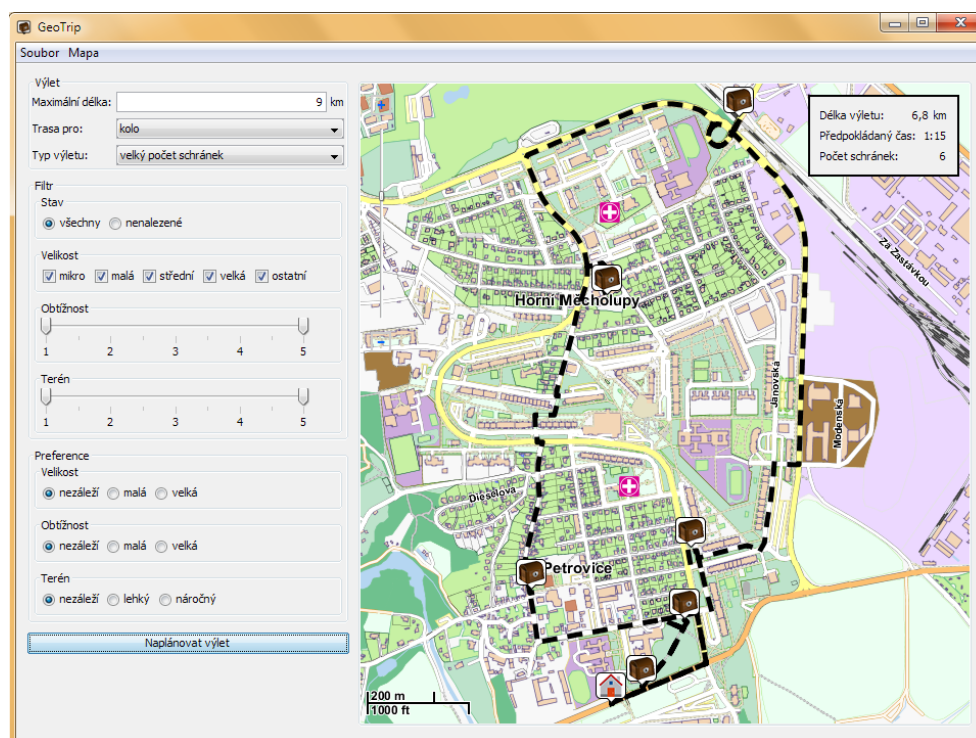 GeoTrip
Soubor Mapa
Výlet
Maximální délka: 9 km
Trasa pro: kolo
Typ výletu: velký počet schránek
Filtr
Stav
všechny nenalezené
Velikost
mikro malá střední velká ostatní
Obtížnost
1 2 3 4 5
Terén
1 2 3 4 5
Preference
Velikost
nezáleží malá velká
Obtížnost
nezáleží malá velká
Terén
nezáleží lehký náročný
Naplánovat výlet
Délka výletu: 6,8 km
Předpokládaný čas: 1:15
Počet schránek: 6
Za Zastávkou
Horní Měcholupy
Janovská
Modenská
Dieselova
Petrovice
200 m
1000 ft